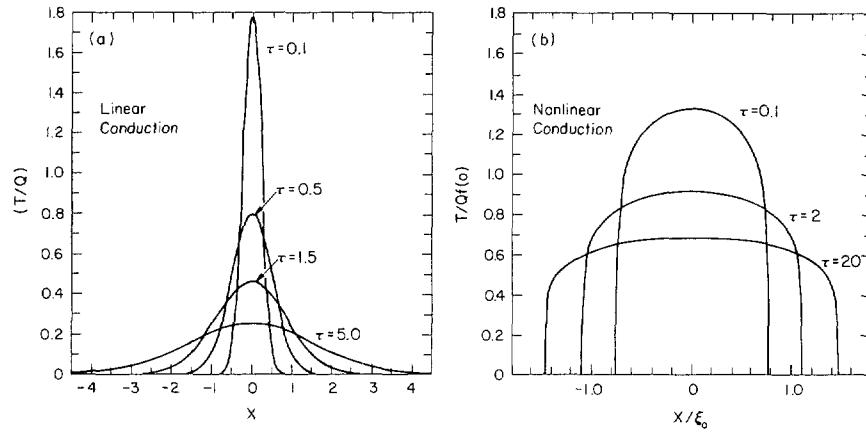 (a)
Linear
Conduction
τ=0.1
τ=0.5
τ=1.5
τ=5.0
(T/Q)
1.8
1.6
1.4
1.2
1.0
0.8
0.6
0.4
0.2
0
-4 -3 -2 -1 0 1 2 3 4
X
(b)
Nonlinear
Conduction
τ=0.1
τ=2
τ=20
T/Qf(0)
1.8
1.6
1.4
1.2
1.0
0.8
0.6
0.4
0.2
0
-1.0 0 1.0
X/ξ₀